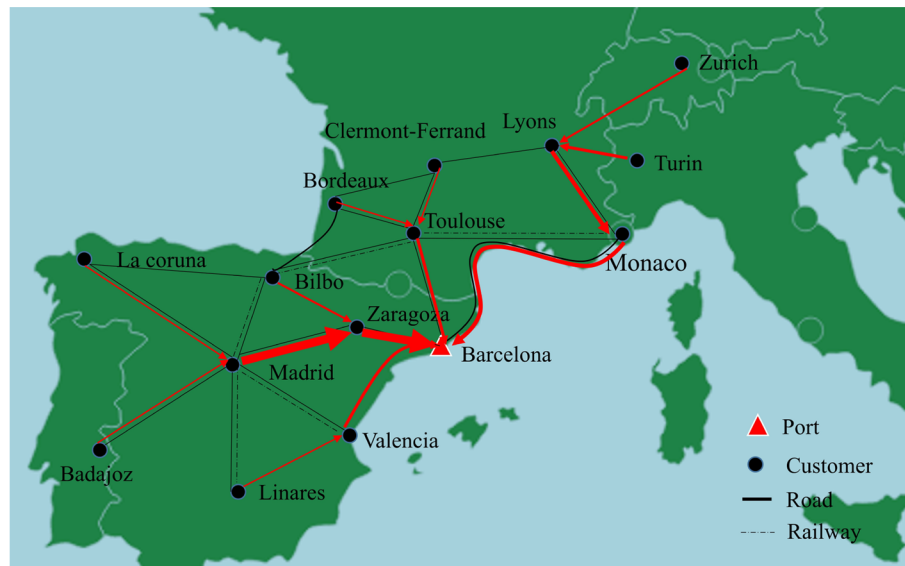 Zurich
Lyons
Clermont-Ferrand
Turin
Bordeaux
Toulouse
Monaco
La coruna
Bilbo
Zaragoza
Barcelona
Madrid
Valencia
Badajoz
Linares
Port
Customer
Road
Railway